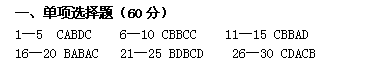 一、单项选择题（60 分）
1—5 CABDC 6—10 CBBCC 11—15 CBBAD
16—20 BABAC 21—25 BDBCD 26—30 CDACB